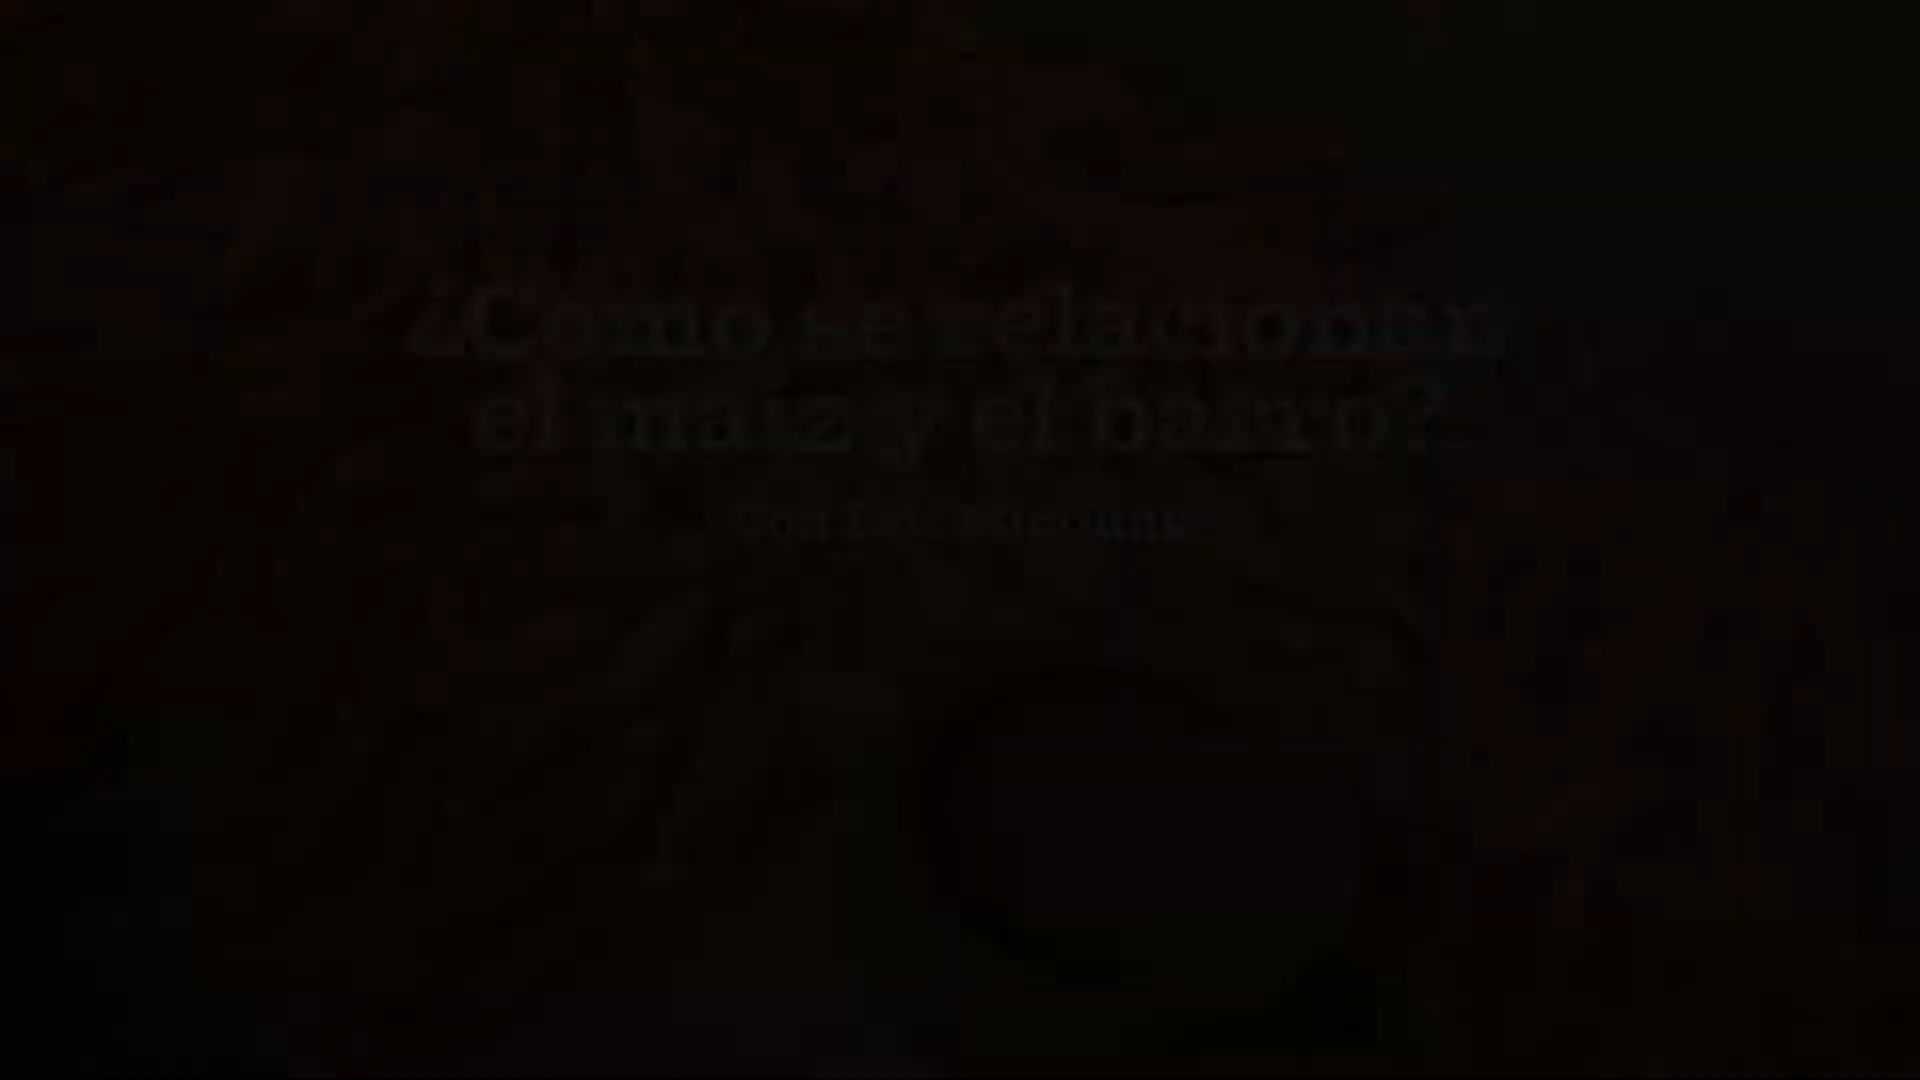 ¿Cómo se relacionan
el maíz y el barro?